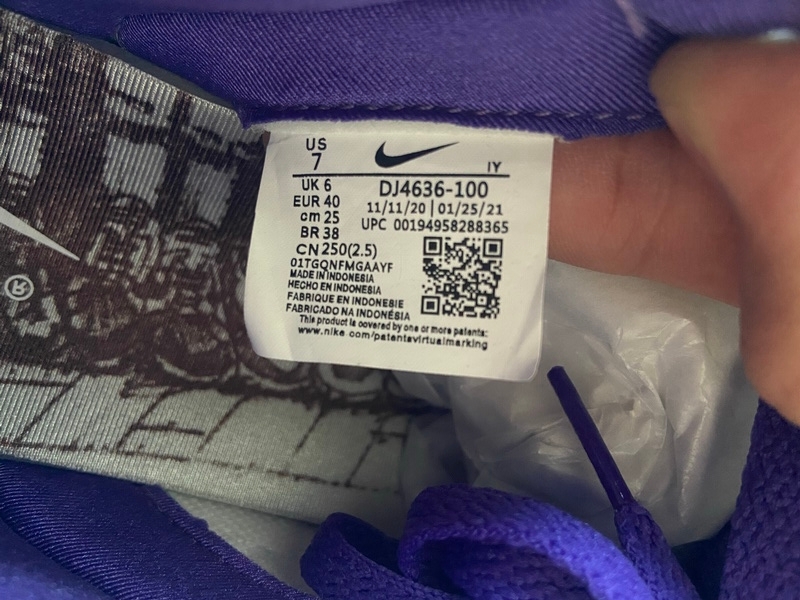 US
7
IY
UK 6
EUR 40
cm 25
BR 38
CN 250(2.5)
DJ4636-100
11/11/20 | 01/25/21
UPC 00194958288365
01TGQNFMGAAYF
MADE IN INDONESIA
HECHO EN INDONESIA
FABRIQUE EN INDONESIE
FABRICADO NA INDONÉSIA
This product is covered by one or more patents:
www.nike.com/patentsvirtualmarking
®